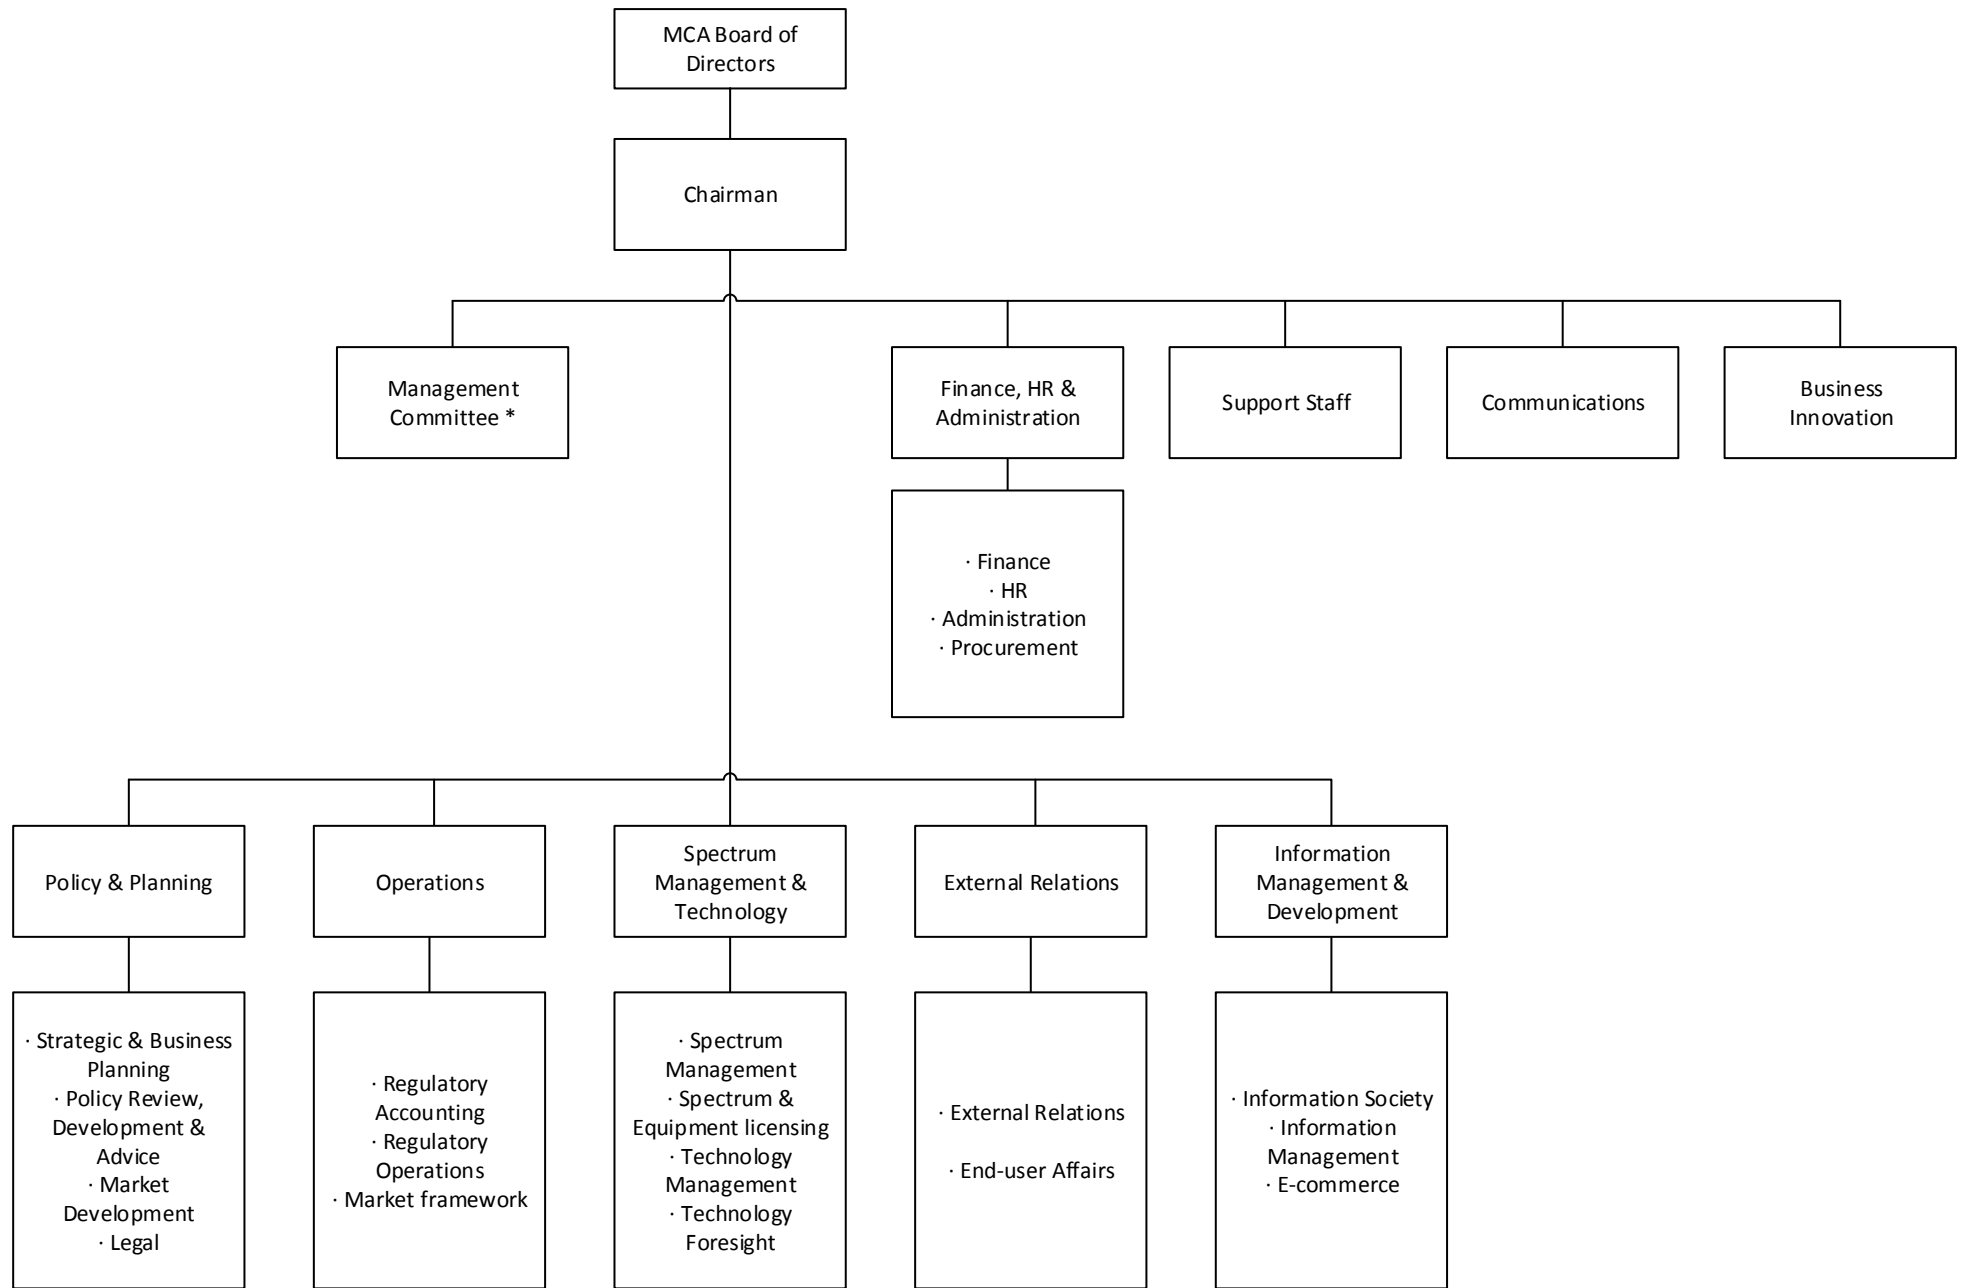 MCA Board of
Directors
Chairman
Management
Committee *
Finance, HR &
Administration
Support Staff
Communications
Business
Innovation
· Finance
· HR
· Administration
· Procurement
Policy & Planning
Operations
Spectrum
Management &
Technology
External Relations
Information
Management &
Development
· Strategic & Business
Planning
· Policy Review,
Development &
Advice
· Market
Development
· Legal
· Regulatory
Accounting
· Regulatory
Operations
· Market framework
· Spectrum
Management
· Spectrum &
Equipment licensing
· Technology
Management
· Technology
Foresight
· External Relations
· End-user Affairs
· Information Society
· Information
Management
· E-commerce